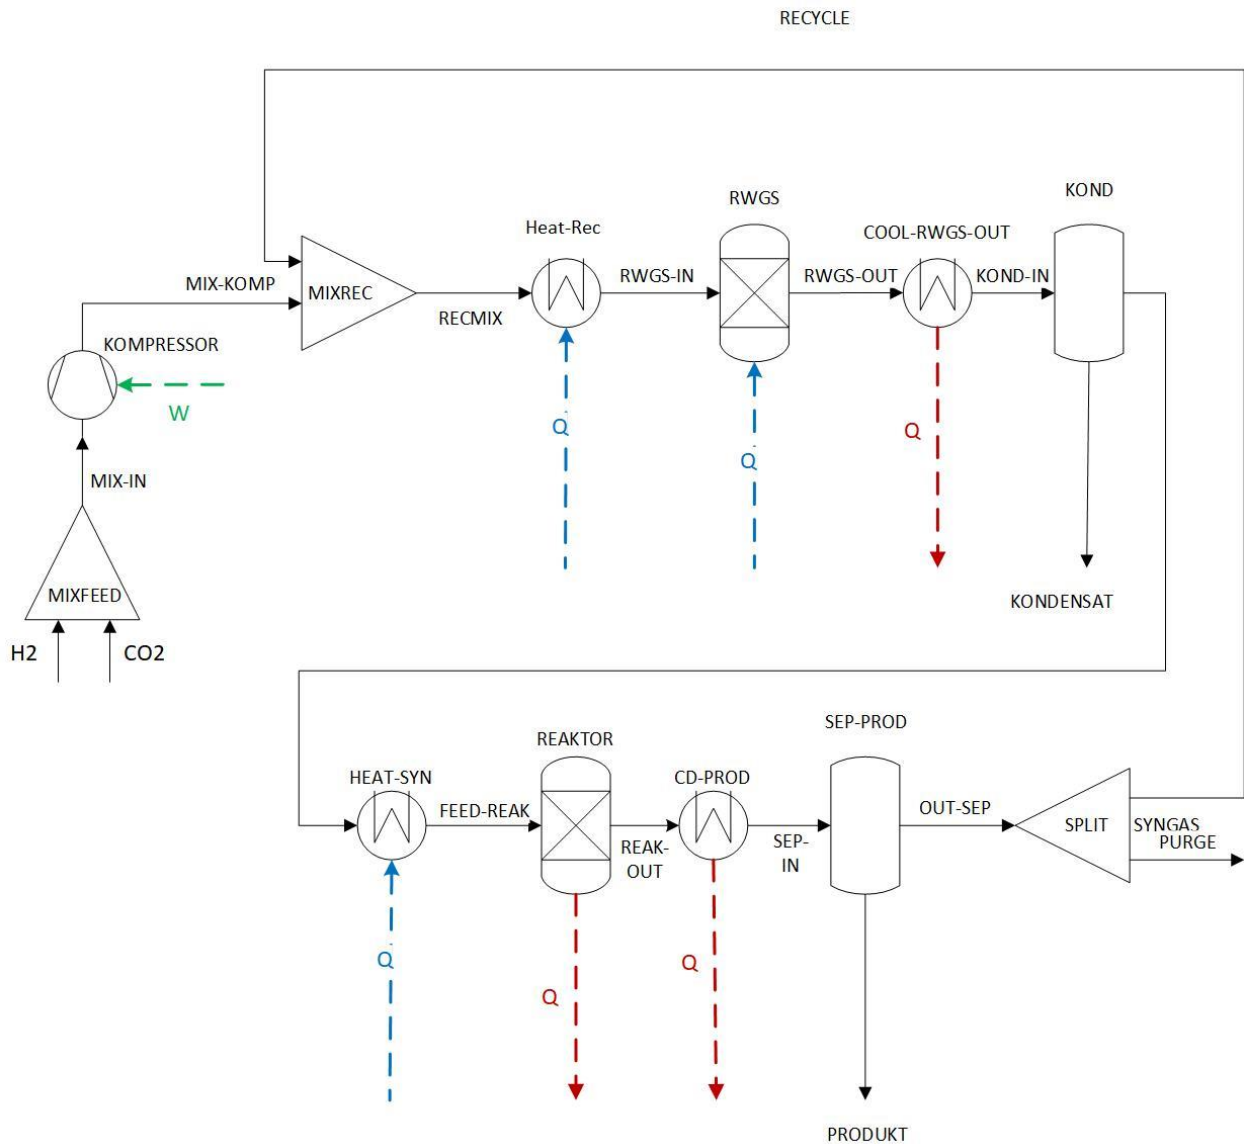 RECYCLE
RWGS
KOND
Heat-Rec
COOL-RWGS-OUT
MIX-KOMP
MIXREC
RECMIX
RWGS-IN
RWGS-OUT
KOND-IN
KOMPRESSOR
W
Q
Q
Q
MIX-IN
MIXFEED
H2
CO2
KONDENSAT
SEP-PROD
REAKTOR
HEAT-SYN
CD-PROD
FEED-REAK
REAK-
OUT
SEP-
IN
OUT-SEP
SPLIT
SYNGAS
PURGE
Q
Q
Q
PRODUKT